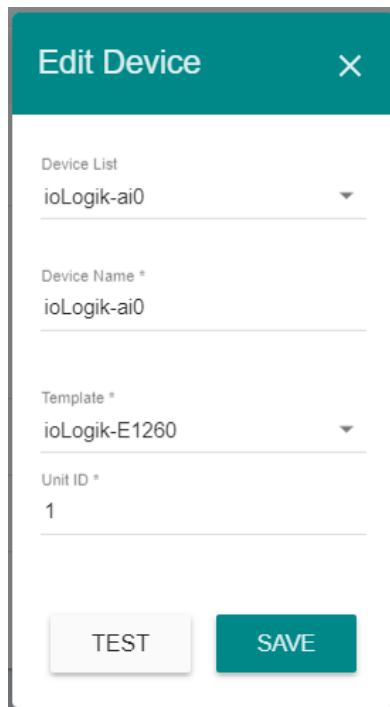 Edit Device
Device List
ioLogik-ai0
Device Name *
ioLogik-ai0
Template *
ioLogik-E1260
Unit ID *
1
TEST SAVE